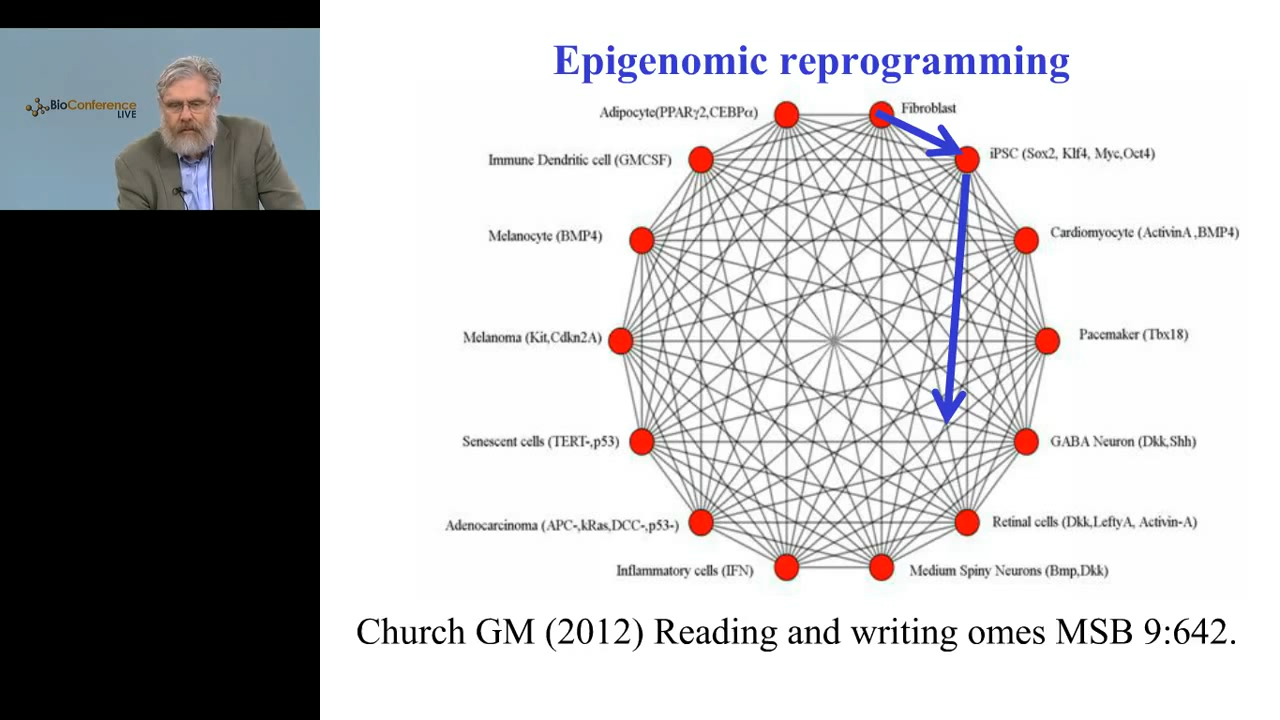 BioConference
LIVE
Epigenomic reprogramming
Adipocyte(PPARγ2,CEBPα)
Fibroblast
Immune Dendritic cell (GMCSF)
iPSC (Sox2, Klf4, Myc,Oct4)
Melanocyte (BMP4)
Cardiomyocyte (ActivinA ,BMP4)
Melanoma (Kit,Cdkn2A)
Pacemaker (Tbx18)
Senescent cells (TERT-,p53)
GABA Neuron (Dkk,Shh)
Adenocarcinoma (APC-,kRas,DCC-,p53-)
Retinal cells (Dkk,LeftyA, Activin-A)
Inflammatory cells (IFN)
Medium Spiny Neurons (Bmp,Dkk)
Church GM (2012) Reading and writing omes MSB 9:642.